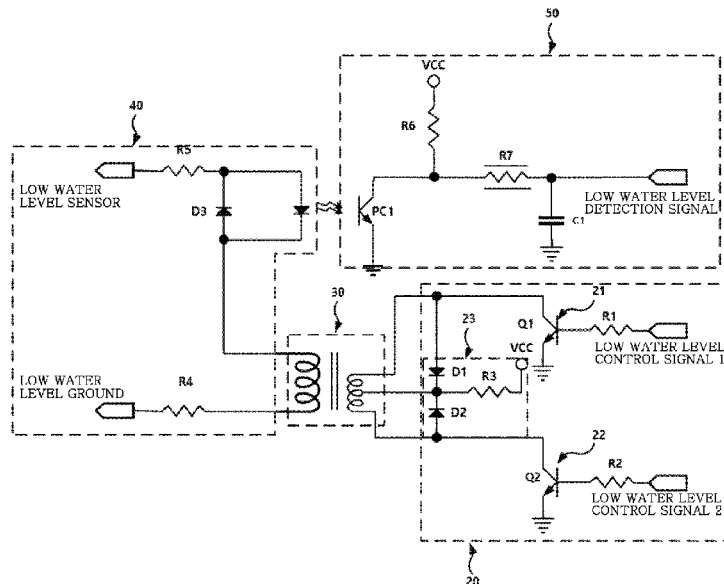 50
VCC
40
R6
R5
R7
LOW WATER
LEVEL SENSOR
D3
PC1
C1
LOW WATER LEVEL
DETECTION SIGNAL
30
21
23
Q1
R1
VCC
LOW WATER LEVEL
CONTROL SIGNAL 1
D1
R3
LOW WATER
LEVEL GROUND
R4
D2
22
Q2
R2
LOW WATER LEVEL
CONTROL SIGNAL 2
20